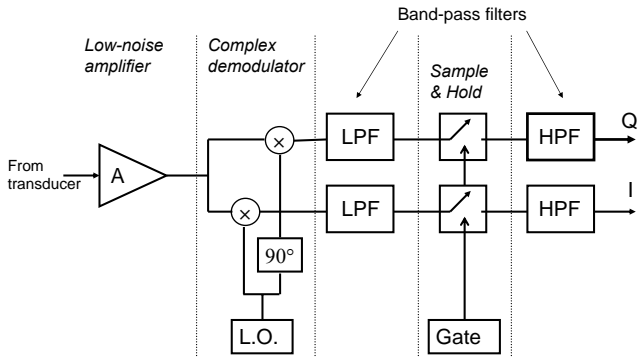 Band-pass filters
Low-noise
amplifier
Complex
demodulator
Sample
& Hold
Q
×
LPF
HPF
From
transducer
A
I
×
LPF
HPF
90°
L.O.
Gate